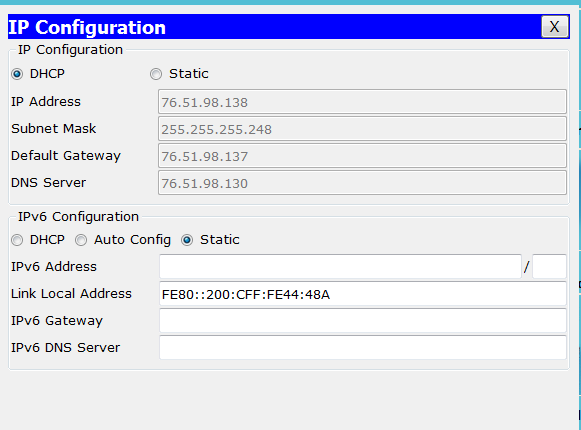 IP Configuration X
IP Configuration
DHCP Static
IP Address 76.51.98.138
Subnet Mask 255.255.255.248
Default Gateway 76.51.98.137
DNS Server 76.51.98.130
IPv6 Configuration
DHCP Auto Config Static
IPv6 Address /
Link Local Address FE80::200:CFF:FE44:48A
IPv6 Gateway
IPv6 DNS Server